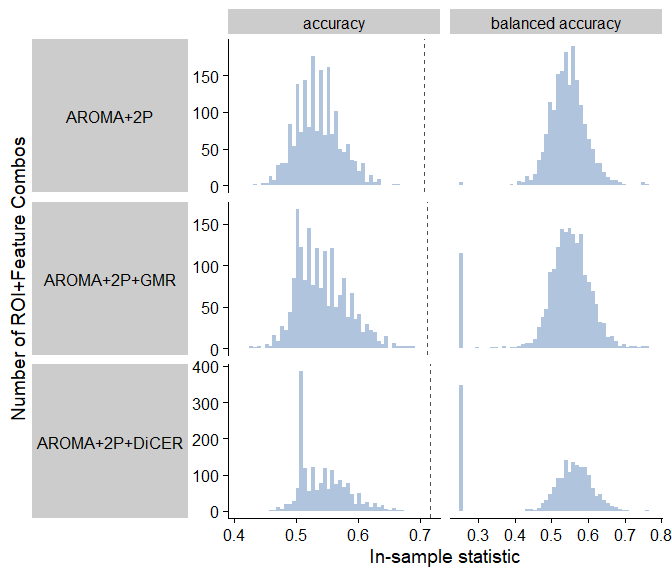 accuracy
balanced accuracy
Number of ROI+Feature Combos
AROMA+2P
150
100
50
0
AROMA+2P+GMR
150
100
50
0
AROMA+2P+DiCER
400
300
200
100
0
0.4 0.5 0.6 0.7
0.3 0.4 0.5 0.6 0.7 0.8
In-sample statistic